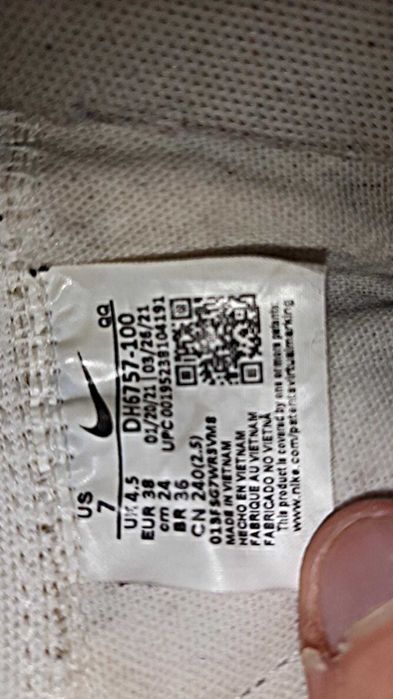 US
7 QQ
UK 4,5 DH6757-100
EUR 38 01/20/21 03/26/21
cm 24 UPC 00195238104191
BR 36
CN 240(2.5)
MADE IN VIETNAM
HECHO EN VIETNAM
FABRIQUE AU VIETNAM
FABRICADO NO VIETNÃ
This product is covered by one or more patents.
www.nike.com/patentsvirtualmarking